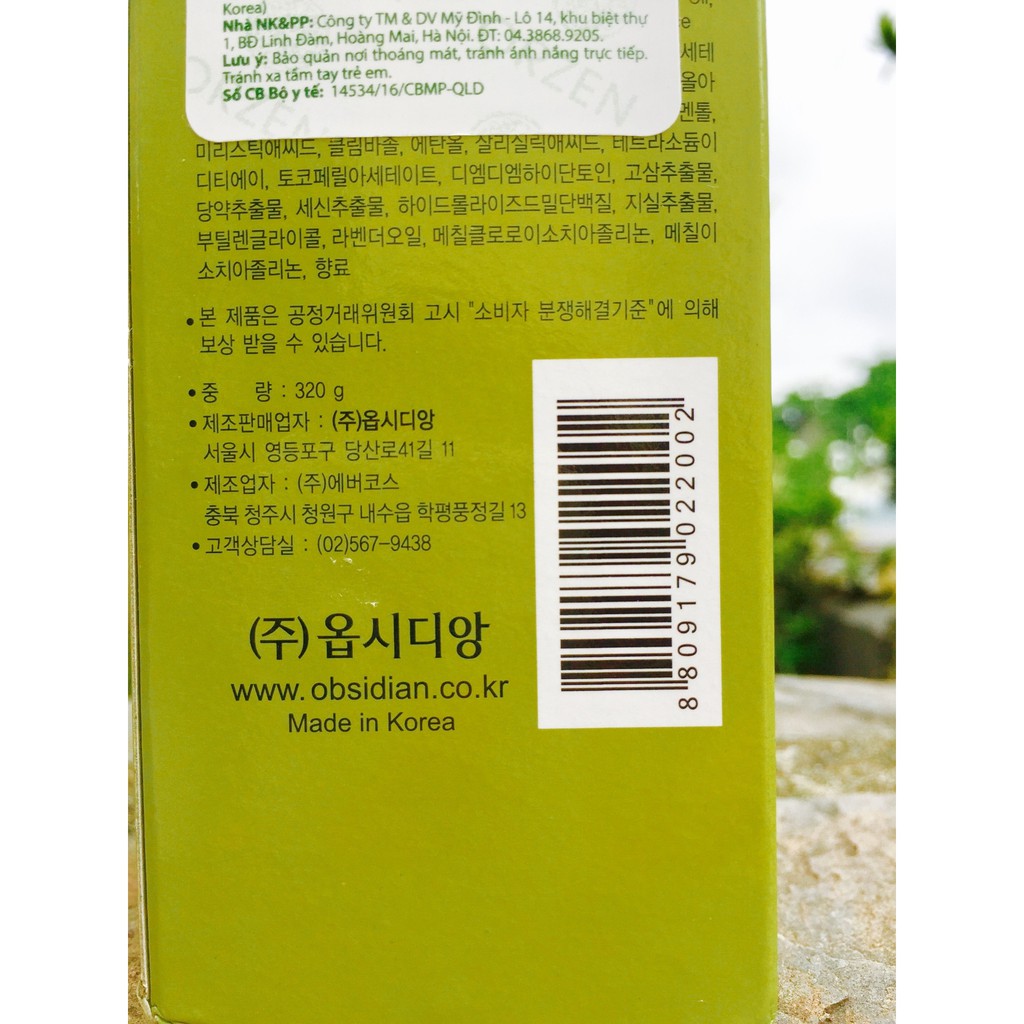 Korea)
Nhà NK&PP: Công ty TM & DV Mỹ Đình - Lô 14, khu biệt thự
1, BĐ Linh Đàm, Hoàng Mai, Hà Nội. ĐT: 04.3868.9205.
Lưu ý: Bảo quản nơi thoáng mát, tránh ánh nắng trực tiếp.
Tránh xa tầm tay trẻ em.
Số CB Bộ y tế: 14534/16/CBMP-QLD
세테
올아
멘톨,
미리스틱애씨드, 클림바졸, 에탄올, 살리실릭애씨드, 테트라소듐이
디티에이, 토코페릴아세테이트, 디엠디엠하이단토인, 고삼추출물,
당약추출물, 세신추출물, 하이드롤라이즈드밀단백질, 지실추출물,
부틸렌글라이콜, 라벤더오일, 메칠클로로이소치아졸리논, 메칠이
소치아졸리논, 향료
• 본 제품은 공정거래위원회 고시 "소비자 분쟁해결기준"에 의해
보상 받을 수 있습니다.
• 중 량 : 320 g
• 제조판매업자 : (주)옵시디앙
서울시 영등포구 당산로41길 11
• 제조업자 : (주)에버코스
충북 청주시 청원구 내수읍 학평풍정길 13
• 고객상담실 : (02)567-9438
(주)옵시디앙
www.obsidian.co.kr
Made in Korea
8809179022002